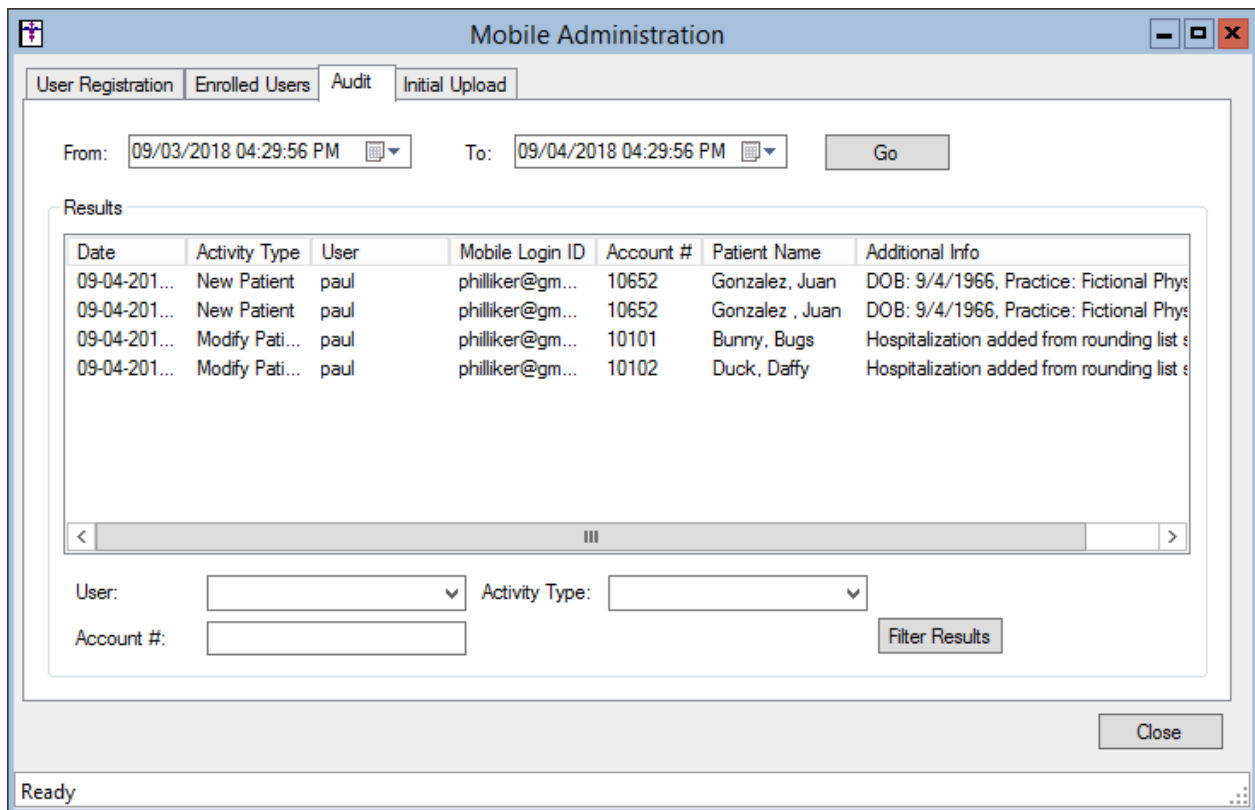 Mobile Administration
User Registration Enrolled Users Audit Initial Upload
From: 09/03/2018 04:29:56 PM To: 09/04/2018 04:29:56 PM Go
Results
Date Activity Type User Mobile Login ID Account # Patient Name Additional Info
09-04-201... New Patient paul philliker@gm... 10652 Gonzalez, Juan DOB: 9/4/1966, Practice: Fictional Phys
09-04-201... New Patient paul philliker@gm... 10652 Gonzalez , Juan DOB: 9/4/1966, Practice: Fictional Phys
09-04-201... Modify Pati... paul philliker@gm... 10101 Bunny, Bugs Hospitalization added from rounding list s
09-04-201... Modify Pati... paul philliker@gm... 10102 Duck, Daffy Hospitalization added from rounding list s
User: Activity Type:
Account #: Filter Results
Close
Ready